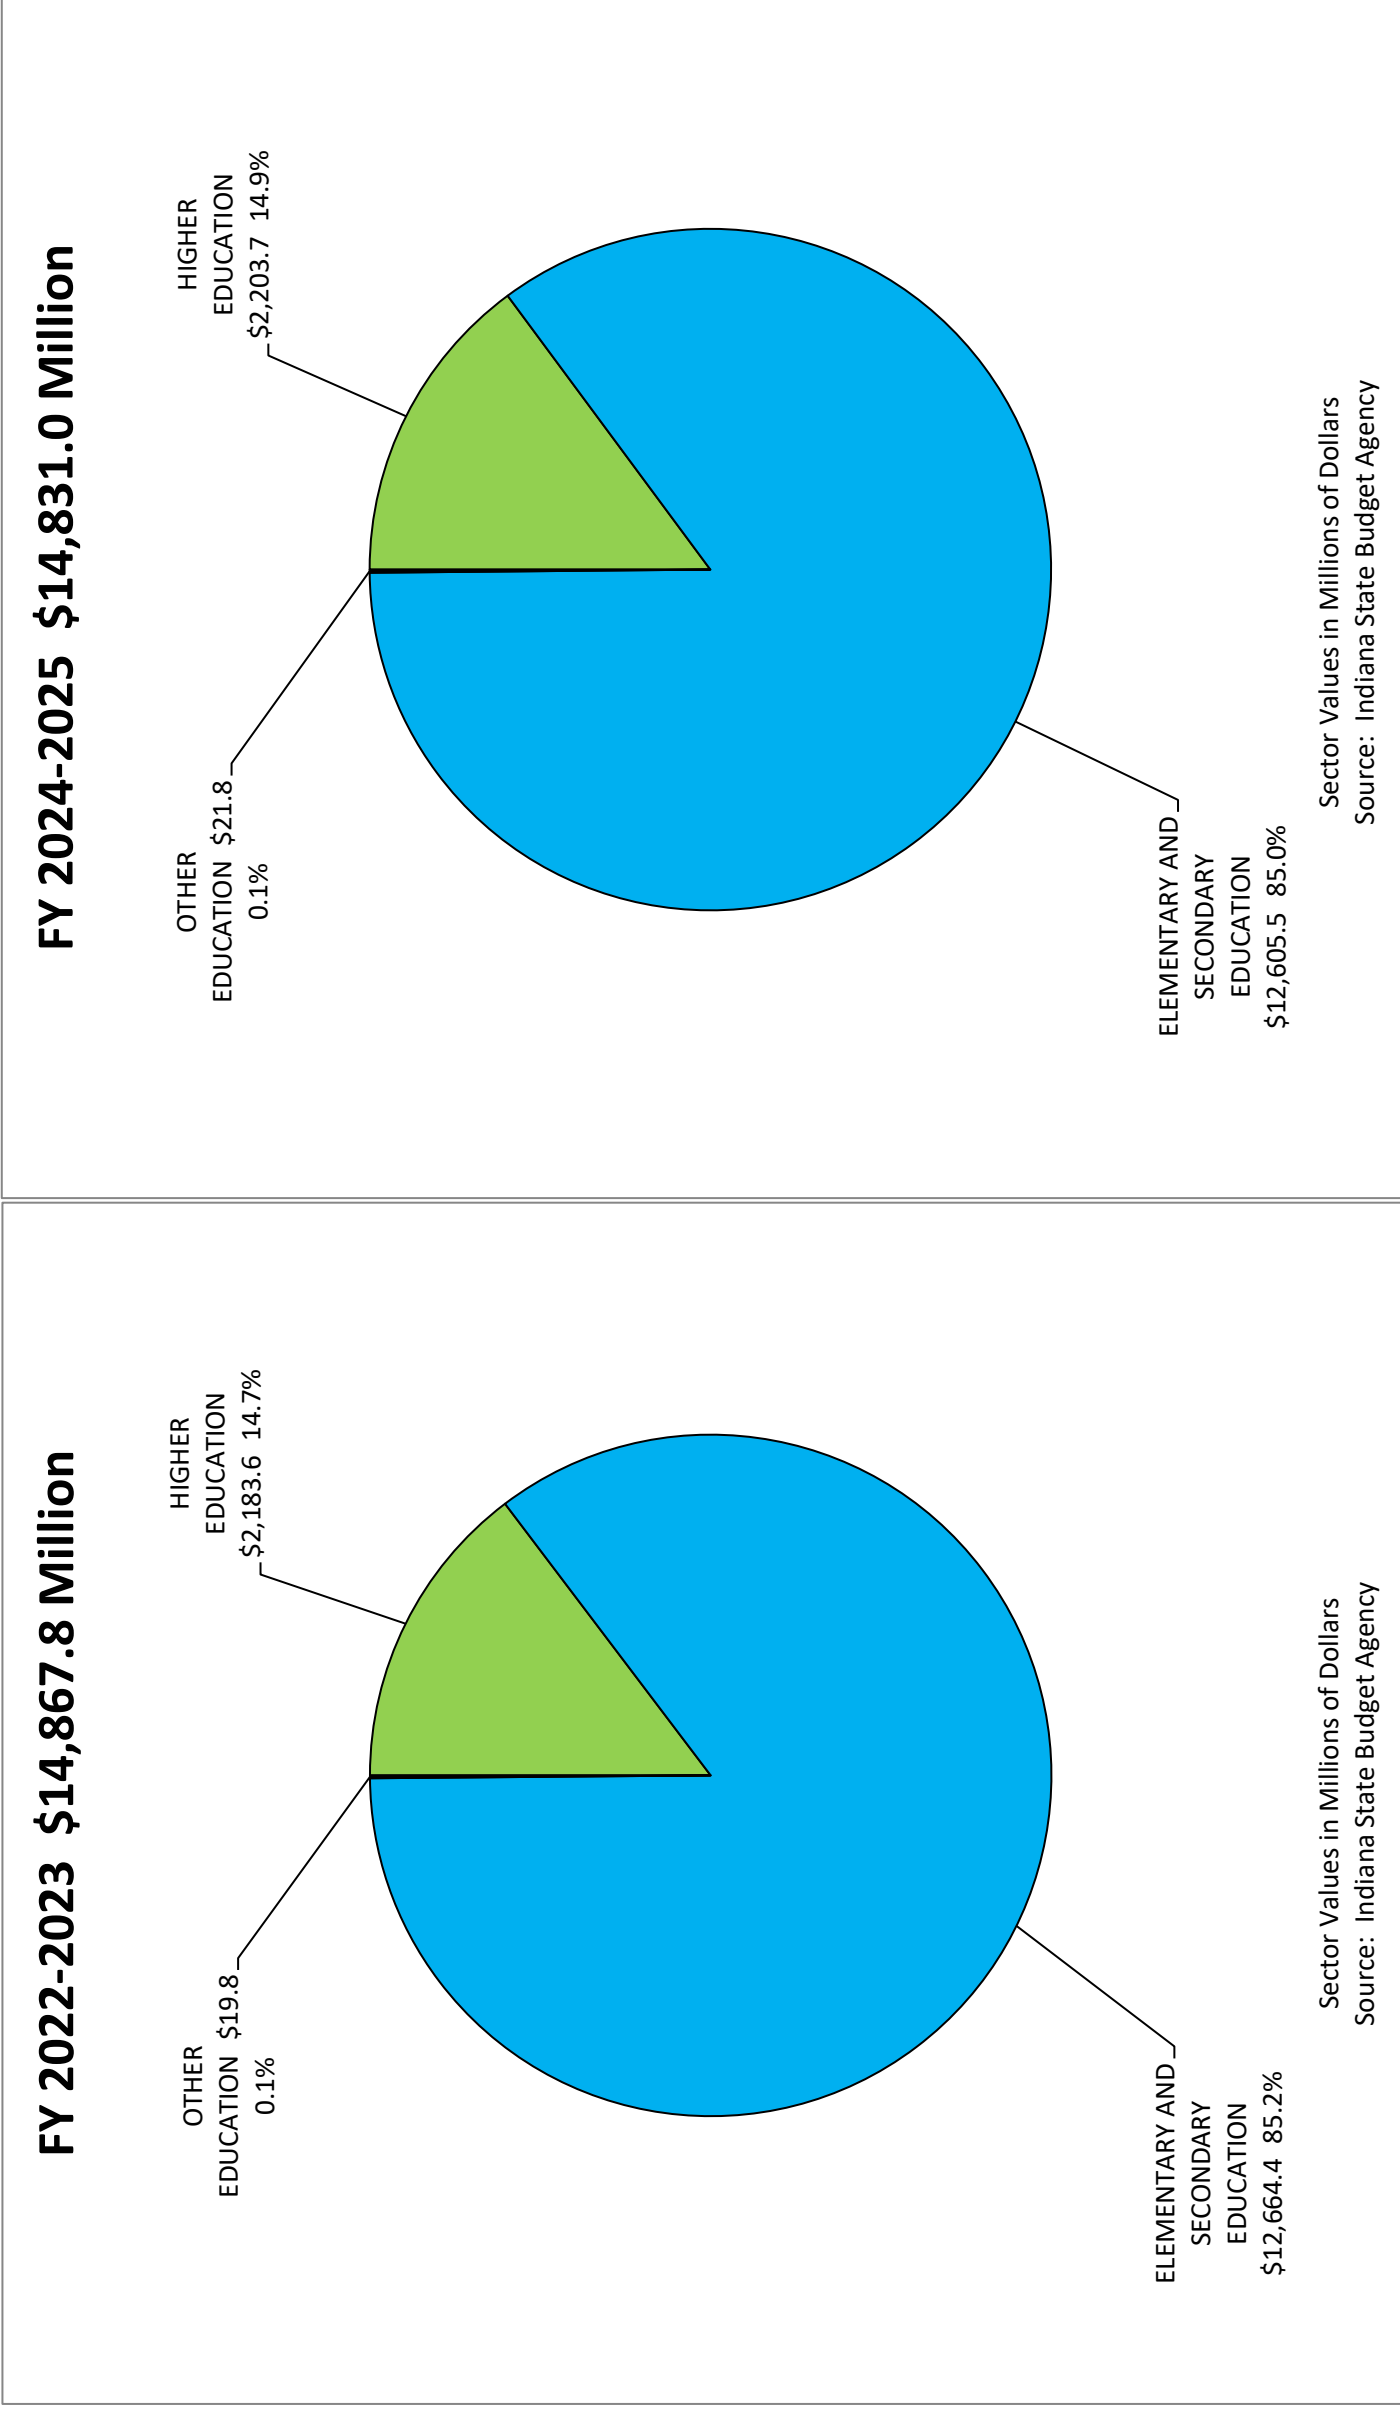 FY 2022-2023  $14,867.8 Million
OTHER
EDUCATION  $19.8
0.1%
HIGHER
EDUCATION
$2,183.6  14.7%
ELEMENTARY AND
SECONDARY
EDUCATION
$12,664.4  85.2%
Sector Values in Millions of Dollars
Source:  Indiana State Budget Agency
FY 2024-2025  $14,831.0 Million
OTHER
EDUCATION  $21.8
0.1%
HIGHER
EDUCATION
$2,203.7  14.9%
ELEMENTARY AND
SECONDARY
EDUCATION
$12,605.5  85.0%
Sector Values in Millions of Dollars
Source:  Indiana State Budget Agency